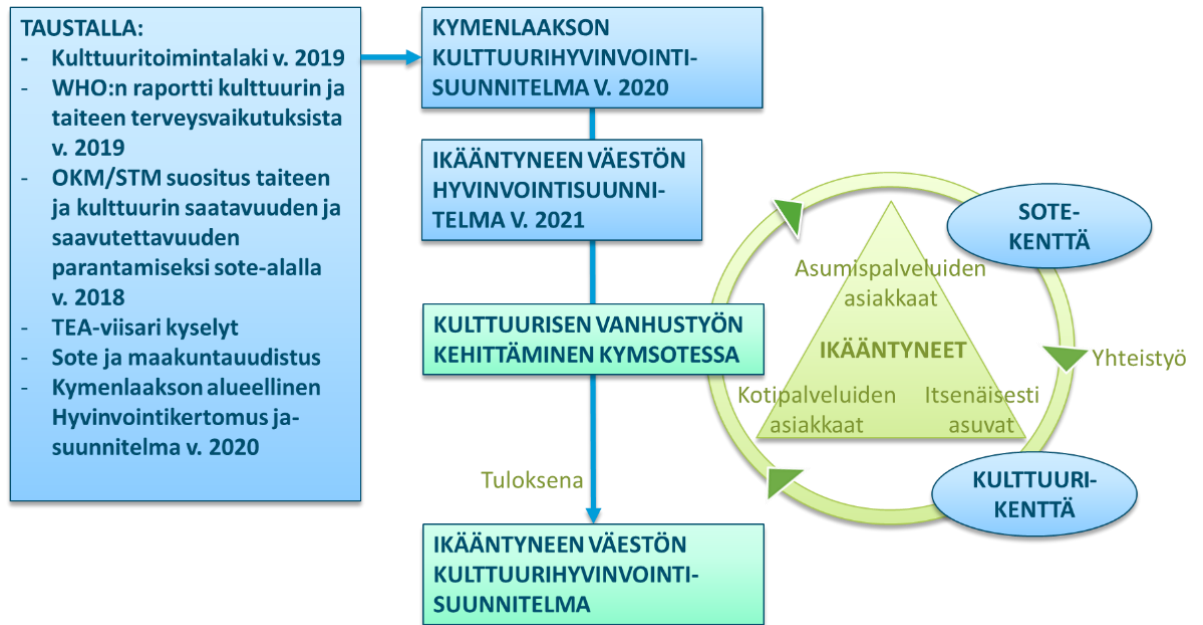 TAUSTALLA:
- Kulttuuritoimintalaki v. 2019
- WHO:n raportti kulttuurin ja
taiteen terveysvaikutuksista
v. 2019
- OKM/STM suositus taiteen
ja kulttuurin saatavuuden ja
saavutettavuuden
parantamiseksi sote-alalla
v. 2018
- TEA-viisari kyselyt
- Sote ja maakuntauudistus
- Kymenlaakson alueellinen
Hyvinvointikertomus ja-
suunnitelma v. 2020
KYMENLAAKSON
KULTTUURIHYVINVOINTI-
SUUNNITELMA V. 2020
IKÄÄNTYNEEN VÄESTÖN
HYVINVOINTISUUNNI-
TELMA V. 2021
KULTTUURISEN VANHUSTYÖN
KEHITTÄMINEN KYMSOTESSA
Tuloksena
IKÄÄNTYNEEN VÄESTÖN
KULTTUURIHYVINVOINTI-
SUUNNITELMA
SOTE-
KENTTÄ
Asumispalveluiden
asiakkaat
IKÄÄNTYNEET
Yhteistyö
Kotipalveluiden
asiakkaat
Itsenäisesti
asuvat
KULTTUURI-
KENTTÄ